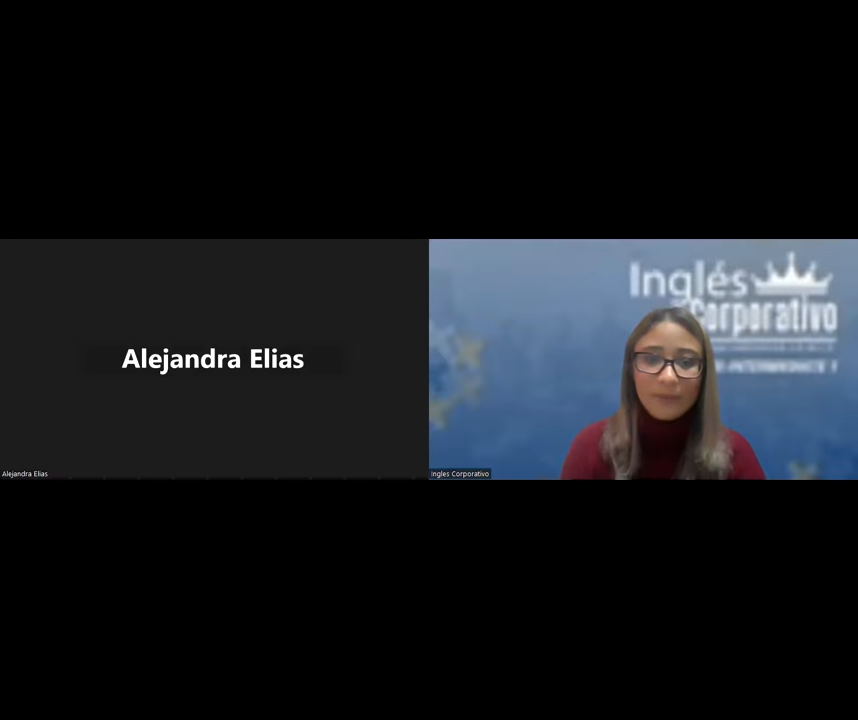 Alejandra Elias
Alejandra Elias
Inglés
Corporativo
Ingles Corporativo